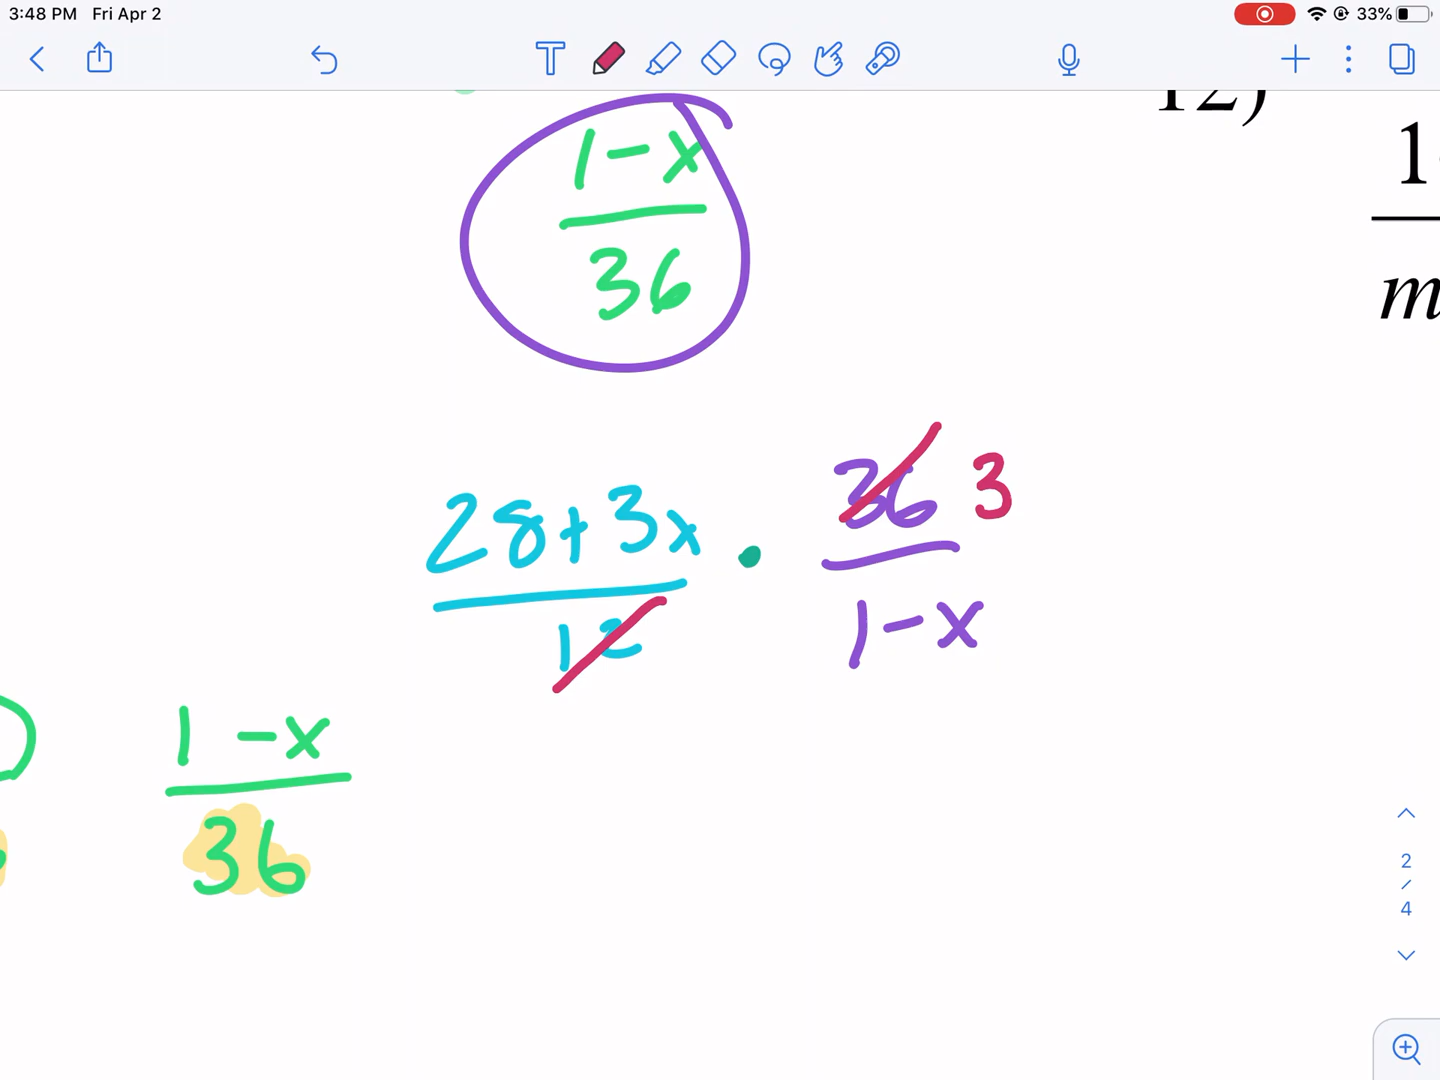 3:48 PM Fri Apr 2
33%
T
12)
1 - x
36
1
m
28 + 3x
12
·
36 3
1 - x
1 - x
36
2
/
4